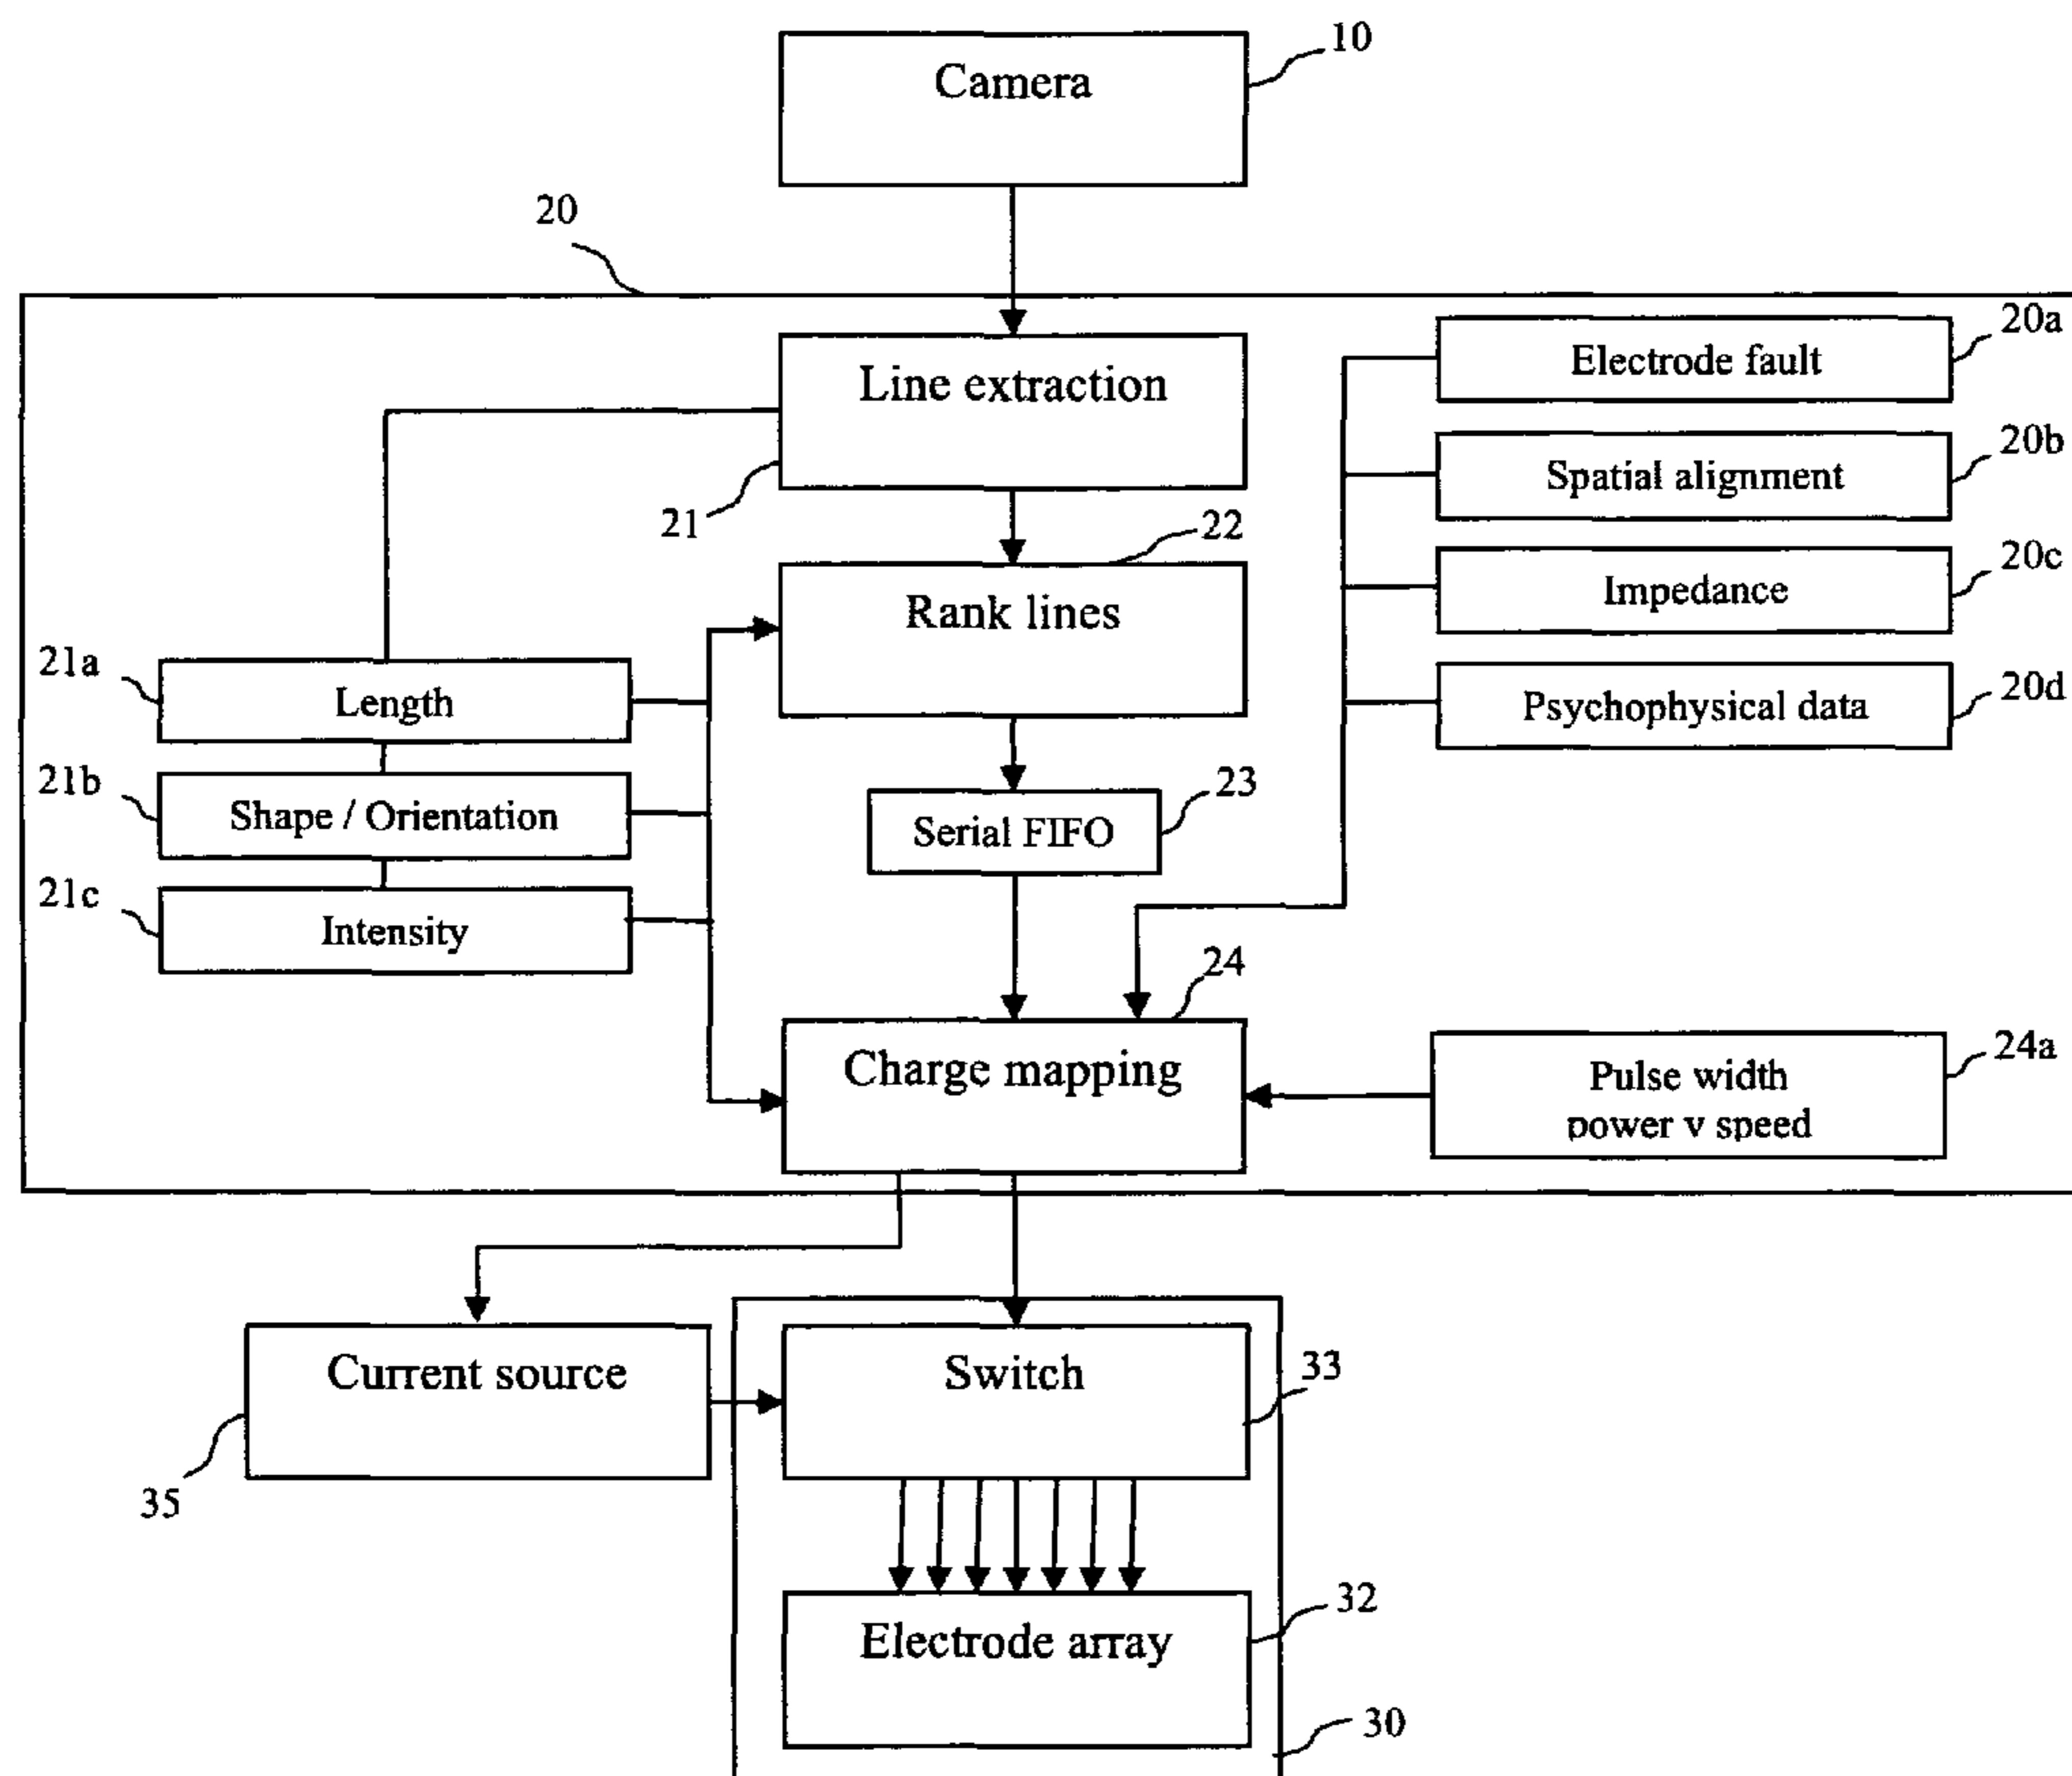 Camera
10
20
Line extraction
21
20a
Electrode fault
20b
Spatial alignment
20c
Impedance
20d
Psychophysical data
22
Rank lines
21a
Length
21b
Shape / Orientation
21c
Intensity
23
Serial FIFO
24
Charge mapping
24a
Pulse width
power v speed
Current source
35
Switch
33
Electrode array
32
30